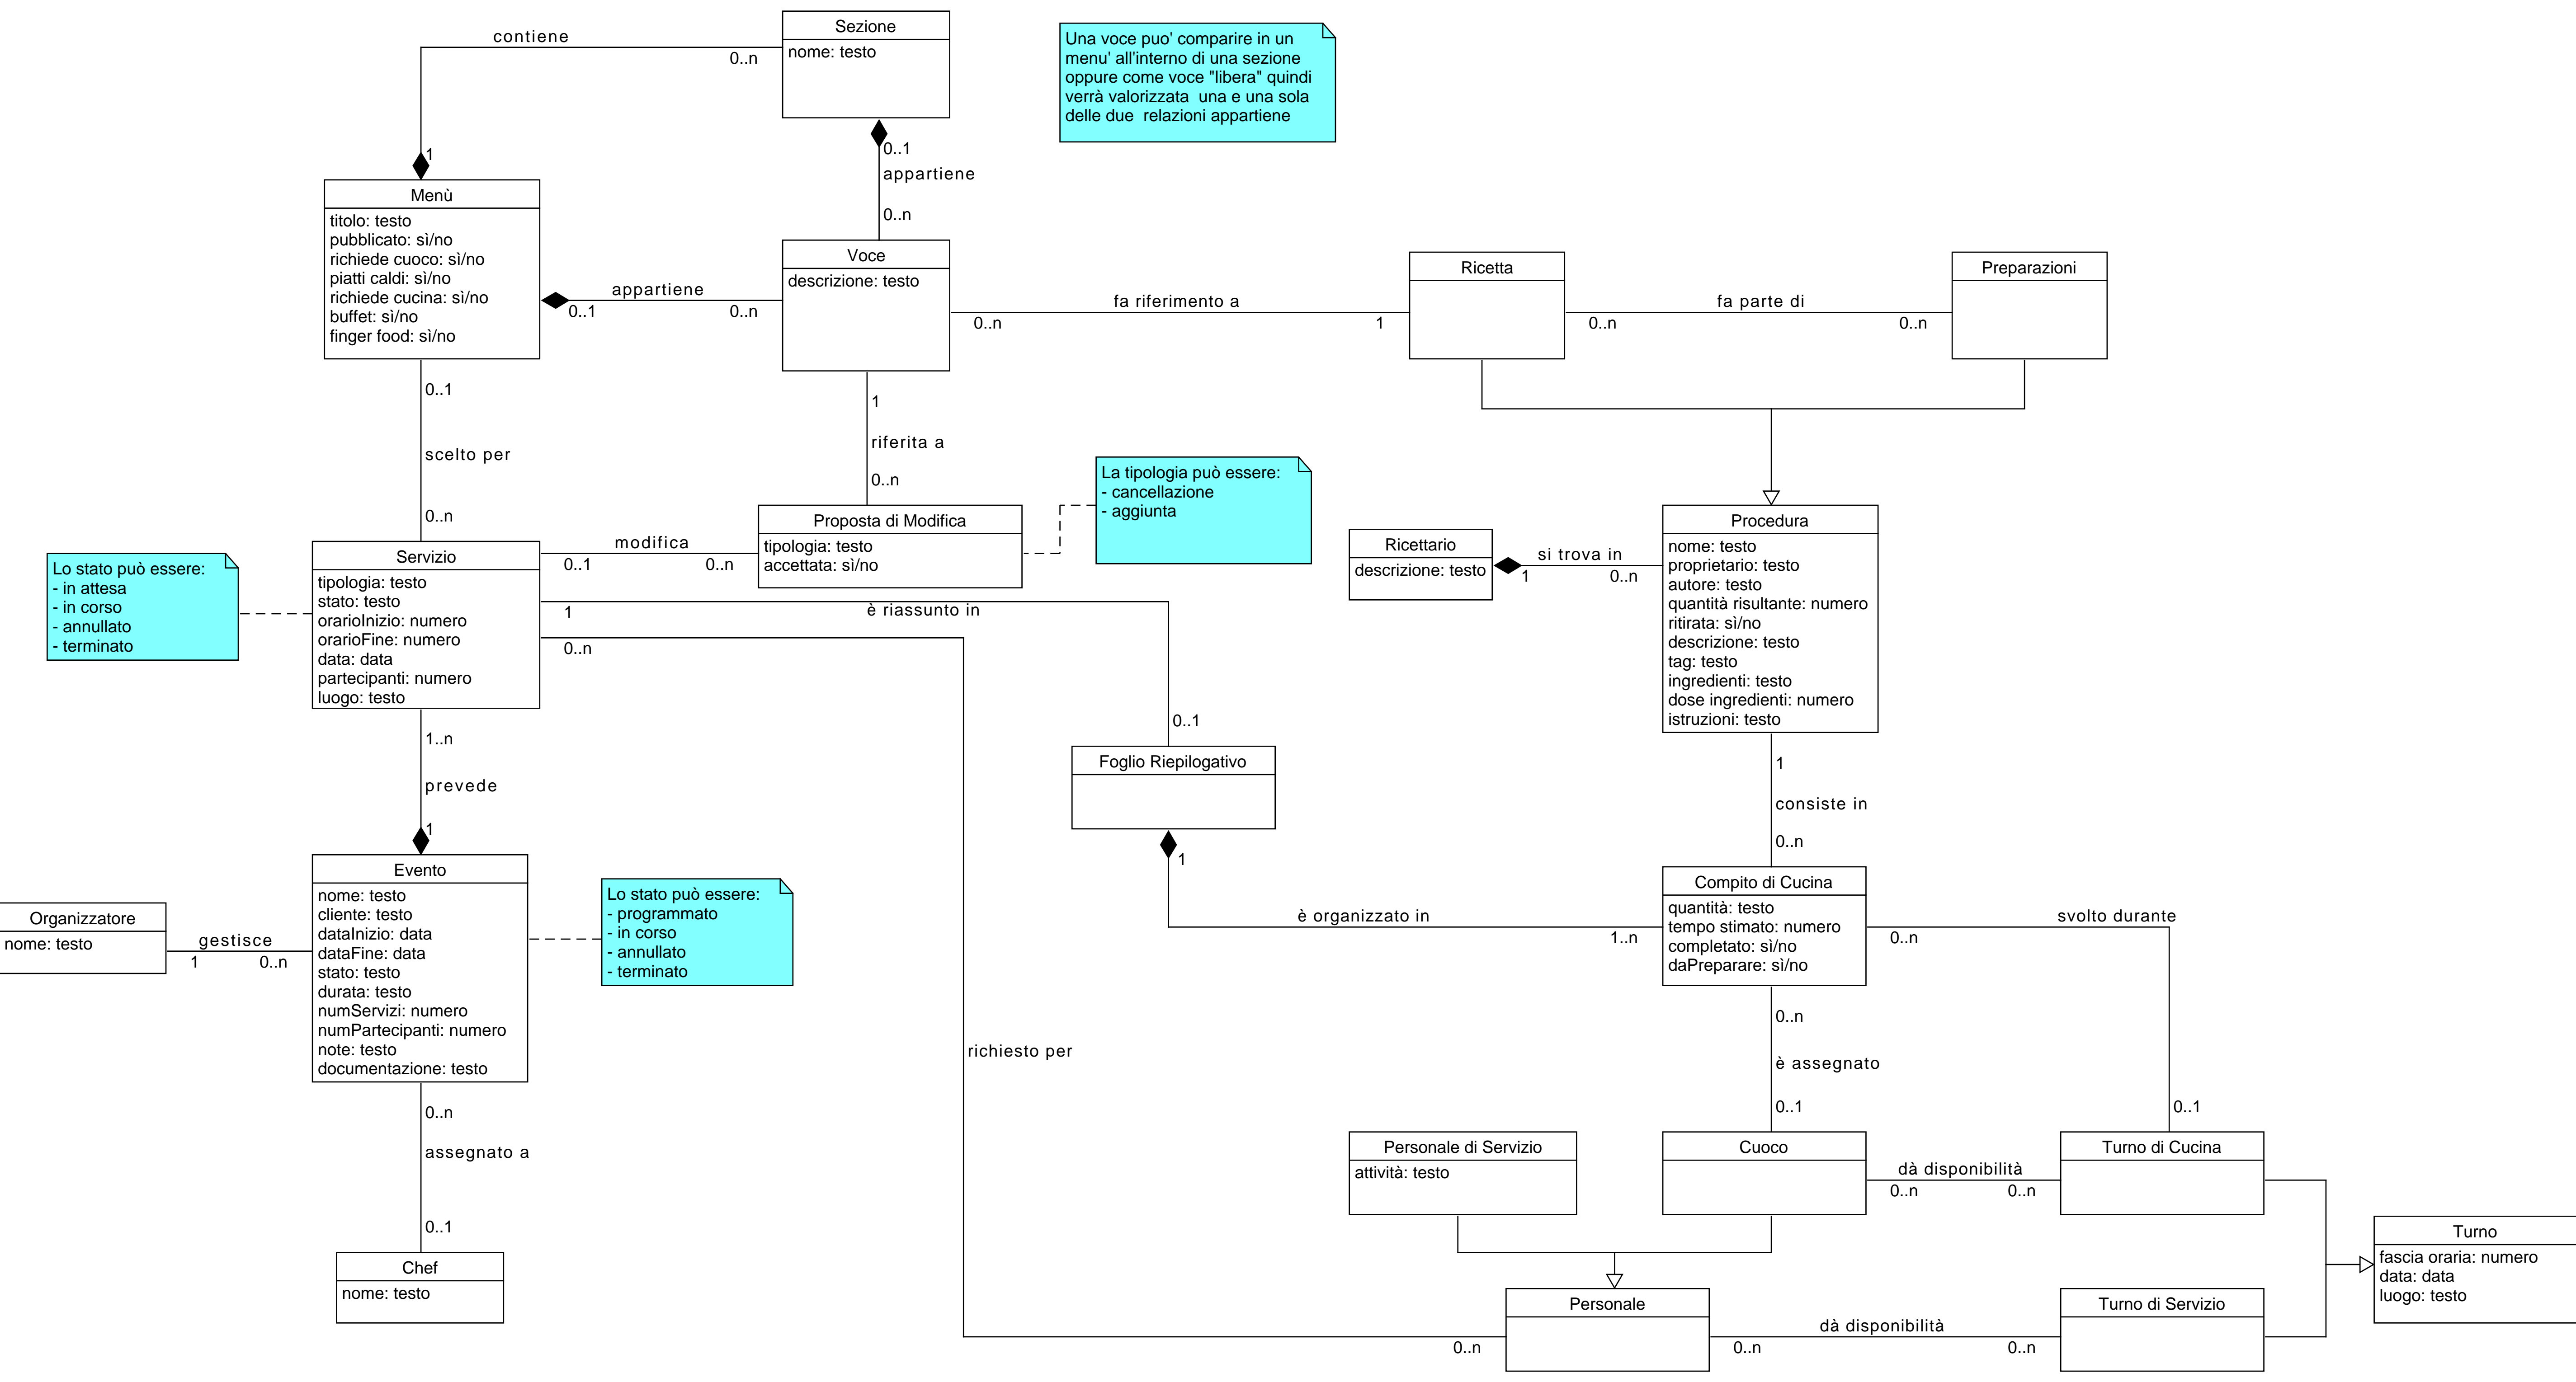 Sezione
nome: testo
contiene
0..n
1
Una voce puo' comparire in un
menu' all'interno di una sezione
oppure come voce "libera" quindi
verrà valorizzata  una e una sola
delle due  relazioni appartiene
0..1
appartiene
0..n
Menù
titolo: testo
pubblicato: sì/no
richiede cuoco: sì/no
piatti caldi: sì/no
richiede cucina: sì/no
buffet: sì/no
finger food: sì/no
appartiene
0..1
0..n
Voce
descrizione: testo
fa riferimento a
0..n
1
Ricetta
fa parte di
0..n
0..n
Preparazioni
0..1
scelto per
0..n
1
riferita a
0..n
La tipologia può essere:
- cancellazione
- aggiunta
Proposta di Modifica
tipologia: testo
accettata: sì/no
modifica
0..1
0..n
Lo stato può essere:
- in attesa
- in corso
- annullato
- terminato
Servizio
tipologia: testo
stato: testo
orarioInizio: numero
orarioFine: numero
data: data
partecipanti: numero
luogo: testo
1
è riassunto in
0..1
0..n
Ricettario
descrizione: testo
si trova in
1
0..n
Procedura
nome: testo
proprietario: testo
autore: testo
quantità risultante: numero
ritirata: sì/no
descrizione: testo
tag: testo
ingredienti: testo
dose ingredienti: numero
istruzioni: testo
1..n
prevede
1
Foglio Riepilogativo
1
è organizzato in
1..n
1
consiste in
0..n
Compito di Cucina
quantità: testo
tempo stimato: numero
completato: sì/no
daPreparare: sì/no
svolto durante
0..n
0..1
Organizzatore
nome: testo
gestisce
1
0..n
Evento
nome: testo
cliente: testo
dataInizio: data
dataFine: data
stato: testo
durata: testo
numServizi: numero
numPartecipanti: numero
note: testo
documentazione: testo
Lo stato può essere:
- programmato
- in corso
- annullato
- terminato
richiesto per
0..n
è assegnato
0..1
0..n
assegnato a
0..1
Chef
nome: testo
Personale di Servizio
attività: testo
Cuoco
dà disponibilità
0..n
0..n
Turno di Cucina
Turno
fascia oraria: numero
data: data
luogo: testo
Personale
0..n
dà disponibilità
0..n
0..n
Turno di Servizio